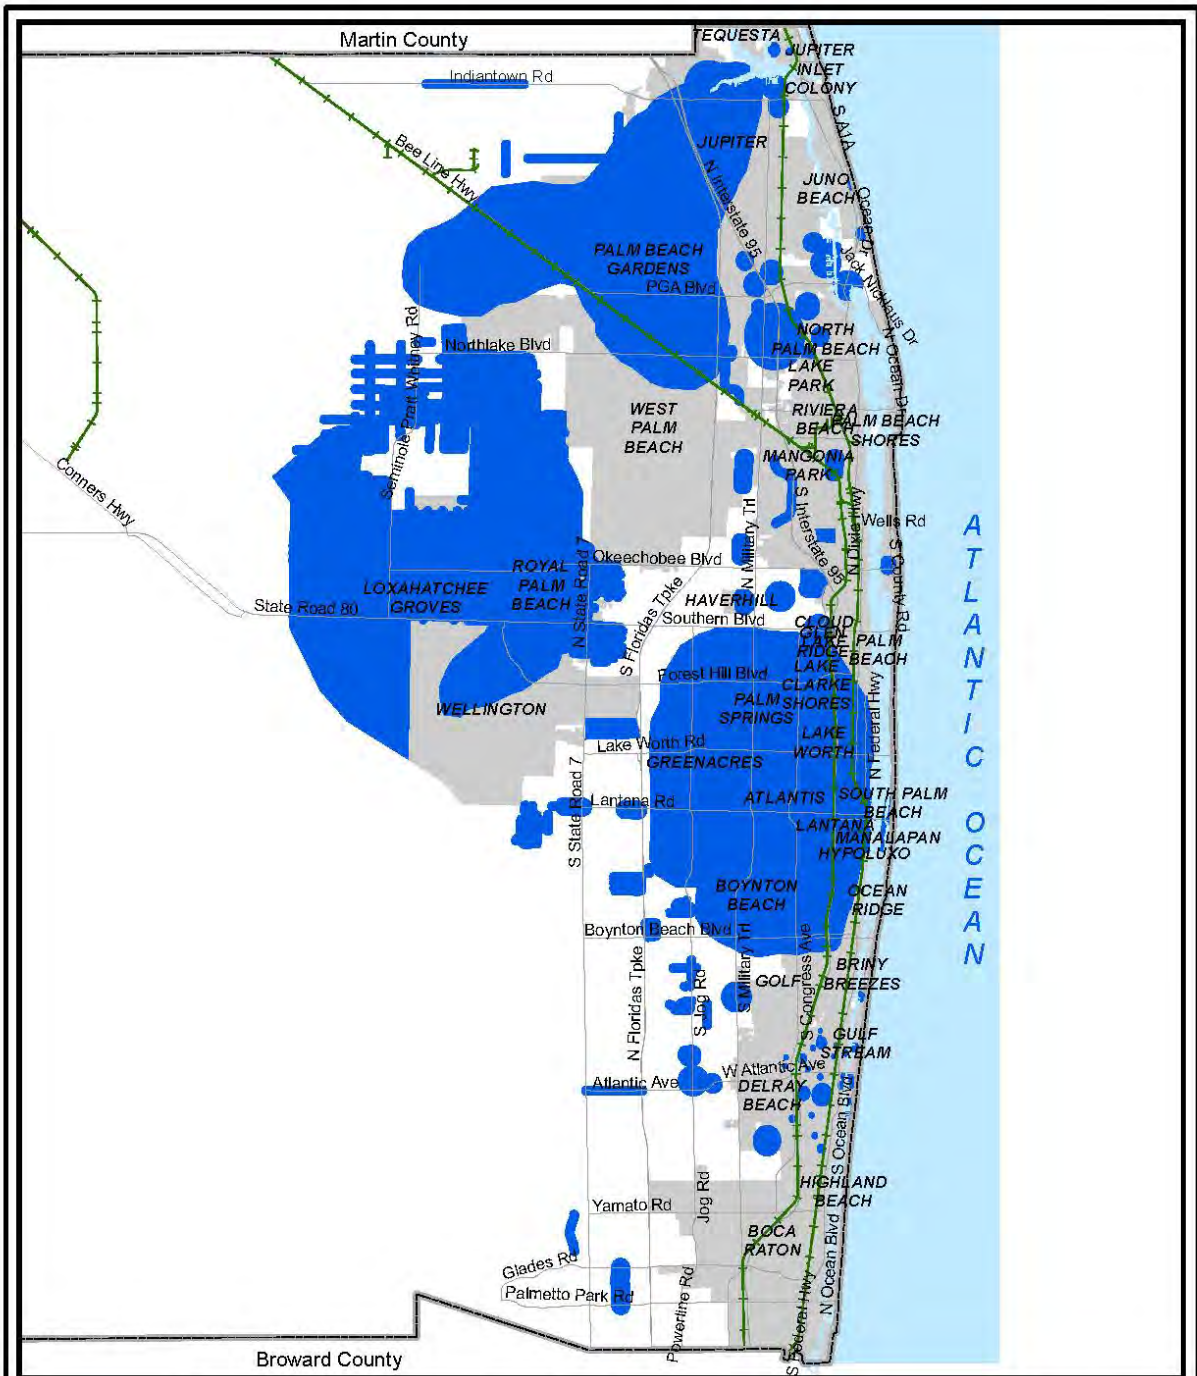 Martin County
TEQUESTA
JUPITER
INLET
COLONY
Indiantown Rd
S A1A
JUPITER
Bee Line Hwy
N Interstate 95
JUNO
BEACH
Ocean Dr
PALM BEACH
GARDENS
PGA Blvd
Jack Nicklaus Dr
N Ocean Dr
Seminole Pratt Whitney Rd
Northlake Blvd
NORTH
PALM BEACH
LAKE
PARK
WEST
PALM
BEACH
RIVIERA
BEACH
PALM BEACH
SHORES
MANGONIA
PARK
Conners Hwy
N Military Trl
S Interstate 95
N Dixie Hwy
Wells Rd
S County Rd
Okeechobee Blvd
N State Road 7
S Floridas Tpke
ROYAL
PALM
BEACH
LOXAHATCHEE
GROVES
HAVERHILL
State Road 80
Southern Blvd
CLOUD
LAKE
GLEN
RIDGE
PALM
BEACH
Forest Hill Blvd
LAKE
CLARKE
SHORES
PALM
SPRINGS
WELLINGTON
N Federal Hwy
LAKE
WORTH
Lake Worth Rd
GREENACRES
S State Road 7
Lantana Rd
ATLANTIS
SOUTH PALM
BEACH
LANTANA
MANALAPAN
HYPOLUXO
BOYNTON
BEACH
OCEAN
RIDGE
Boynton Beach Blvd
N Floridas Tpke
S Jog Rd
S Military Trl
S Congress Ave
GOLF
BRINY
BREEZES
GULF
STREAM
W Atlantic Ave
Atlantic Ave
DELRAY
BEACH
S Ocean Blvd
HIGHLAND
BEACH
Yamato Rd
Jog Rd
BOCA
RATON
N Ocean Blvd
Glades Rd
Palmetto Park Rd
Powerline Rd
S Federal Hwy
Broward County
ATLANTIC OCEAN